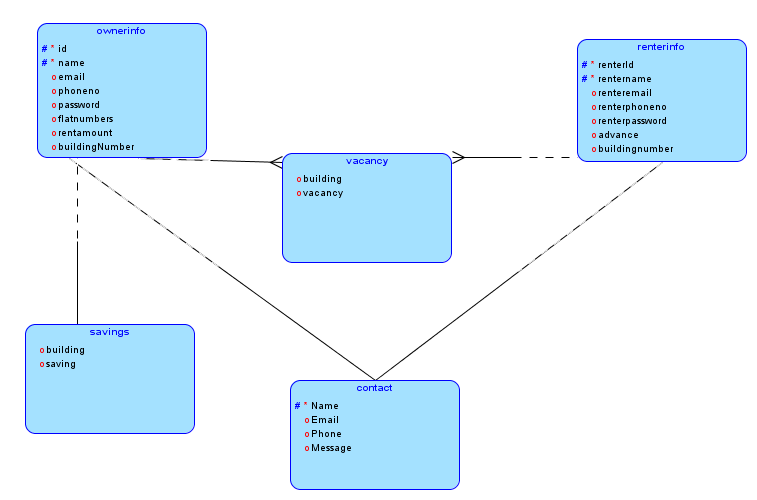 ownerinfo
# * id
# * name
o email
o phoneno
o password
o flatnumbers
o rentamount
o buildingNumber
renterinfo
# * renterId
# * rentername
o renteremail
o renterphoneno
o renterpassword
o advance
o buildingnumber
vacancy
o building
o vacancy
savings
o building
o saving
contact
# * Name
o Email
o Phone
o Message